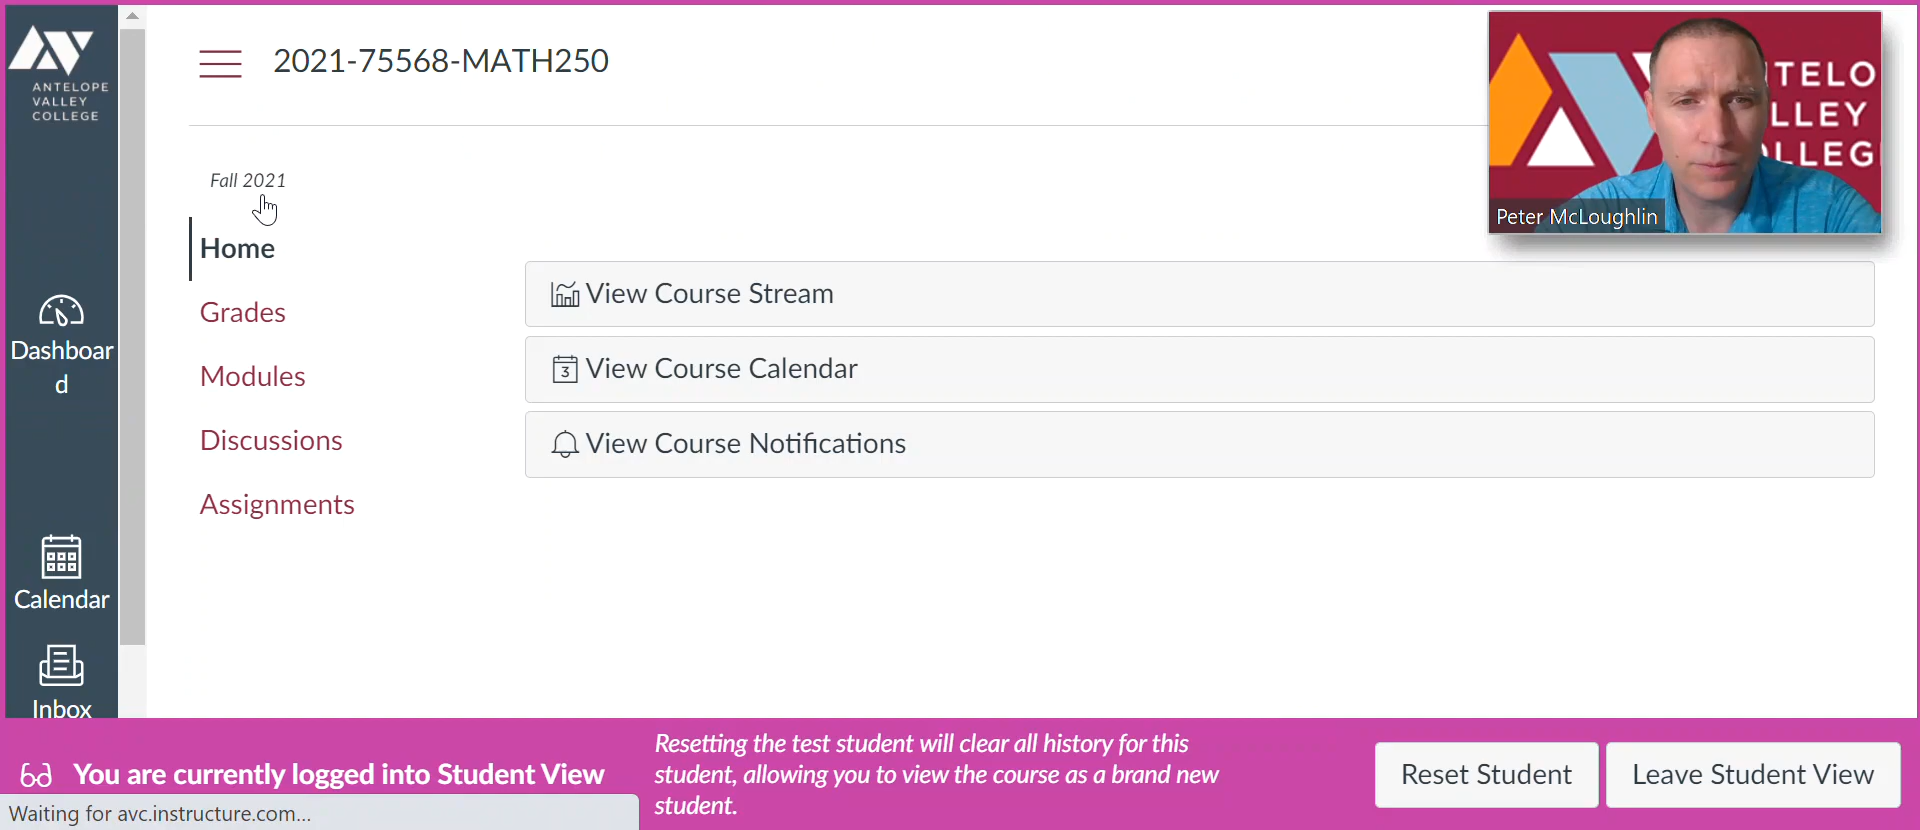 ANTELOPE
VALLEY
COLLEGE
Dashboar
d
Calendar
Inbox
2021-75568-MATH250
Fall 2021
Home
Grades
Modules
Discussions
Assignments
View Course Stream
3
View Course Calendar
View Course Notifications
TELO
LLEY
LLEG
Peter McLoughlin
You are currently logged into Student View
Resetting the test student will clear all history for this
student, allowing you to view the course as a brand new
student.
Reset Student
Leave Student View
Waiting for avc.instructure.com...